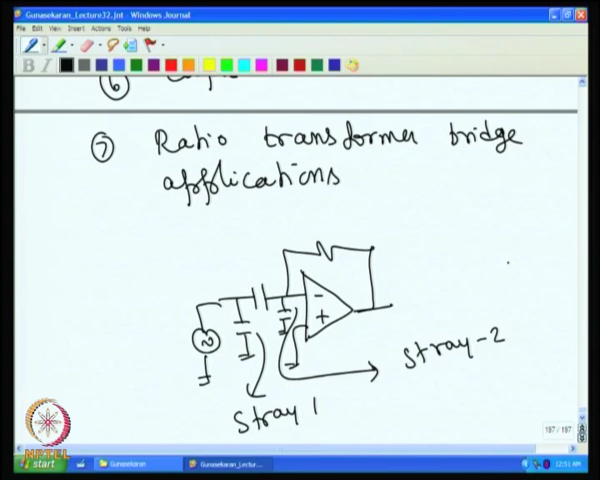 Gunasekaran_Lecture32.jnt - Windows Journal
File Edit View Insert Actions Tools Help
B I
6
7 Ratio transformer bridge
applications
-
+
stray-2
stray 1
197 / 197
NPTEL
start Gunasekaran Gunasekaran_Lectur... 12:51 AM